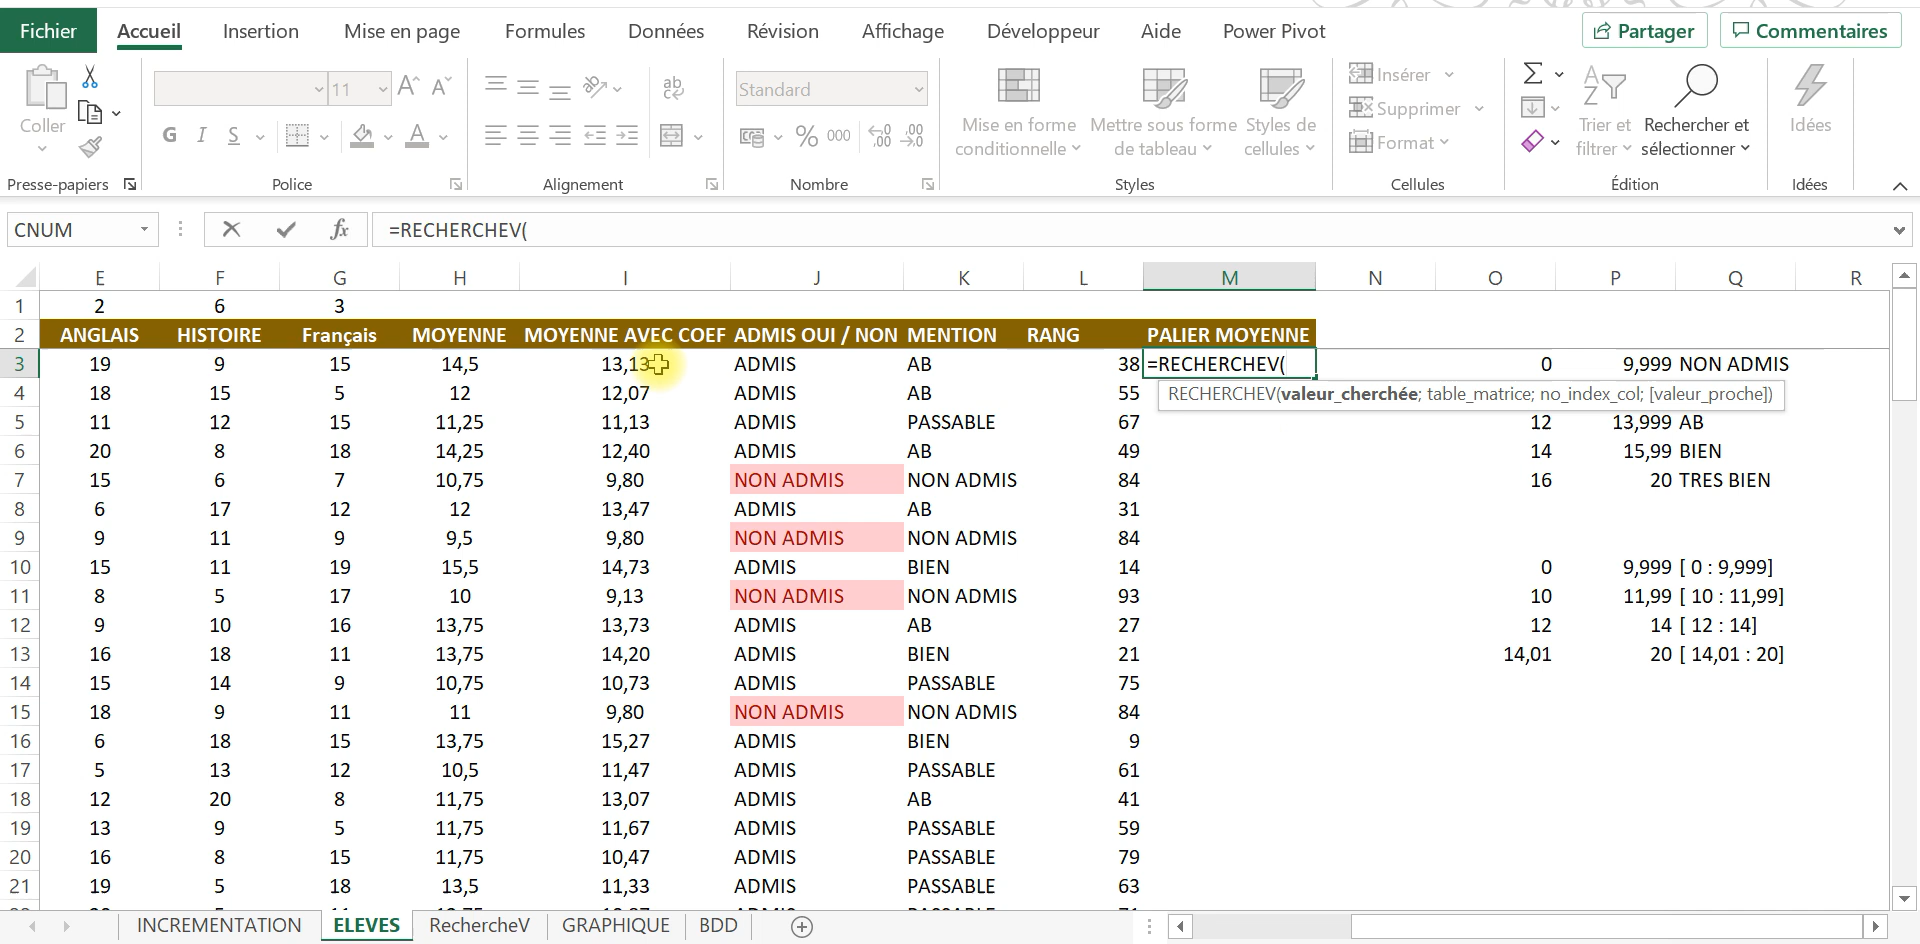 Fichier Accueil Insertion Mise en page Formules Données Révision Affichage Développeur Aide Power Pivot Partager Commentaires
Coller
11
Standard
Mise en forme conditionnelle
Mettre sous forme de tableau
Styles de cellules
Insérer
Supprimer
Format
Trier et filtrer
Rechercher et sélectionner
Idées
G I S A % 000
Presse-papiers Police Alignement Nombre Styles Cellules Édition Idées
CNUM fx =RECHERCHEV(
E F G H I J K L M N O P Q R
1 2 6 3
2 ANGLAIS HISTOIRE Français MOYENNE MOYENNE AVEC COEF ADMIS OUI / NON MENTION RANG PALIER MOYENNE
3 19 9 15 14,5 13,13 ADMIS AB 38 =RECHERCHEV( 0 9,999 NON ADMIS
4 18 15 5 12 12,07 ADMIS AB 55 RECHERCHEV(valeur_cherchée; table_matrice; no_index_col; [valeur_proche])
5 11 12 15 11,25 11,13 ADMIS PASSABLE 67 12 13,999 AB
6 20 8 18 14,25 12,40 ADMIS AB 49 14 15,99 BIEN
7 15 6 7 10,75 9,80 NON ADMIS NON ADMIS 84 16 20 TRES BIEN
8 6 17 12 12 13,47 ADMIS AB 31
9 9 11 9 9,5 9,80 NON ADMIS NON ADMIS 84
10 15 11 19 15,5 14,73 ADMIS BIEN 14 0 9,999 [ 0 : 9,999]
11 8 5 17 10 9,13 NON ADMIS NON ADMIS 93 10 11,99 [ 10 : 11,99]
12 9 10 16 13,75 13,73 ADMIS AB 27 12 14 [ 12 : 14]
13 16 18 11 13,75 14,20 ADMIS BIEN 21 14,01 20 [ 14,01 : 20]
14 15 14 9 10,75 10,73 ADMIS PASSABLE 75
15 18 9 11 11 9,80 NON ADMIS NON ADMIS 84
16 6 18 15 13,75 15,27 ADMIS BIEN 9
17 5 13 12 10,5 11,47 ADMIS PASSABLE 61
18 12 20 8 11,75 13,07 ADMIS AB 41
19 13 9 5 11,75 11,67 ADMIS PASSABLE 59
20 16 8 15 11,75 10,47 ADMIS PASSABLE 79
21 19 5 18 13,5 11,33 ADMIS PASSABLE 63
INCREMENTATION ELEVES RechercheV GRAPHIQUE BDD